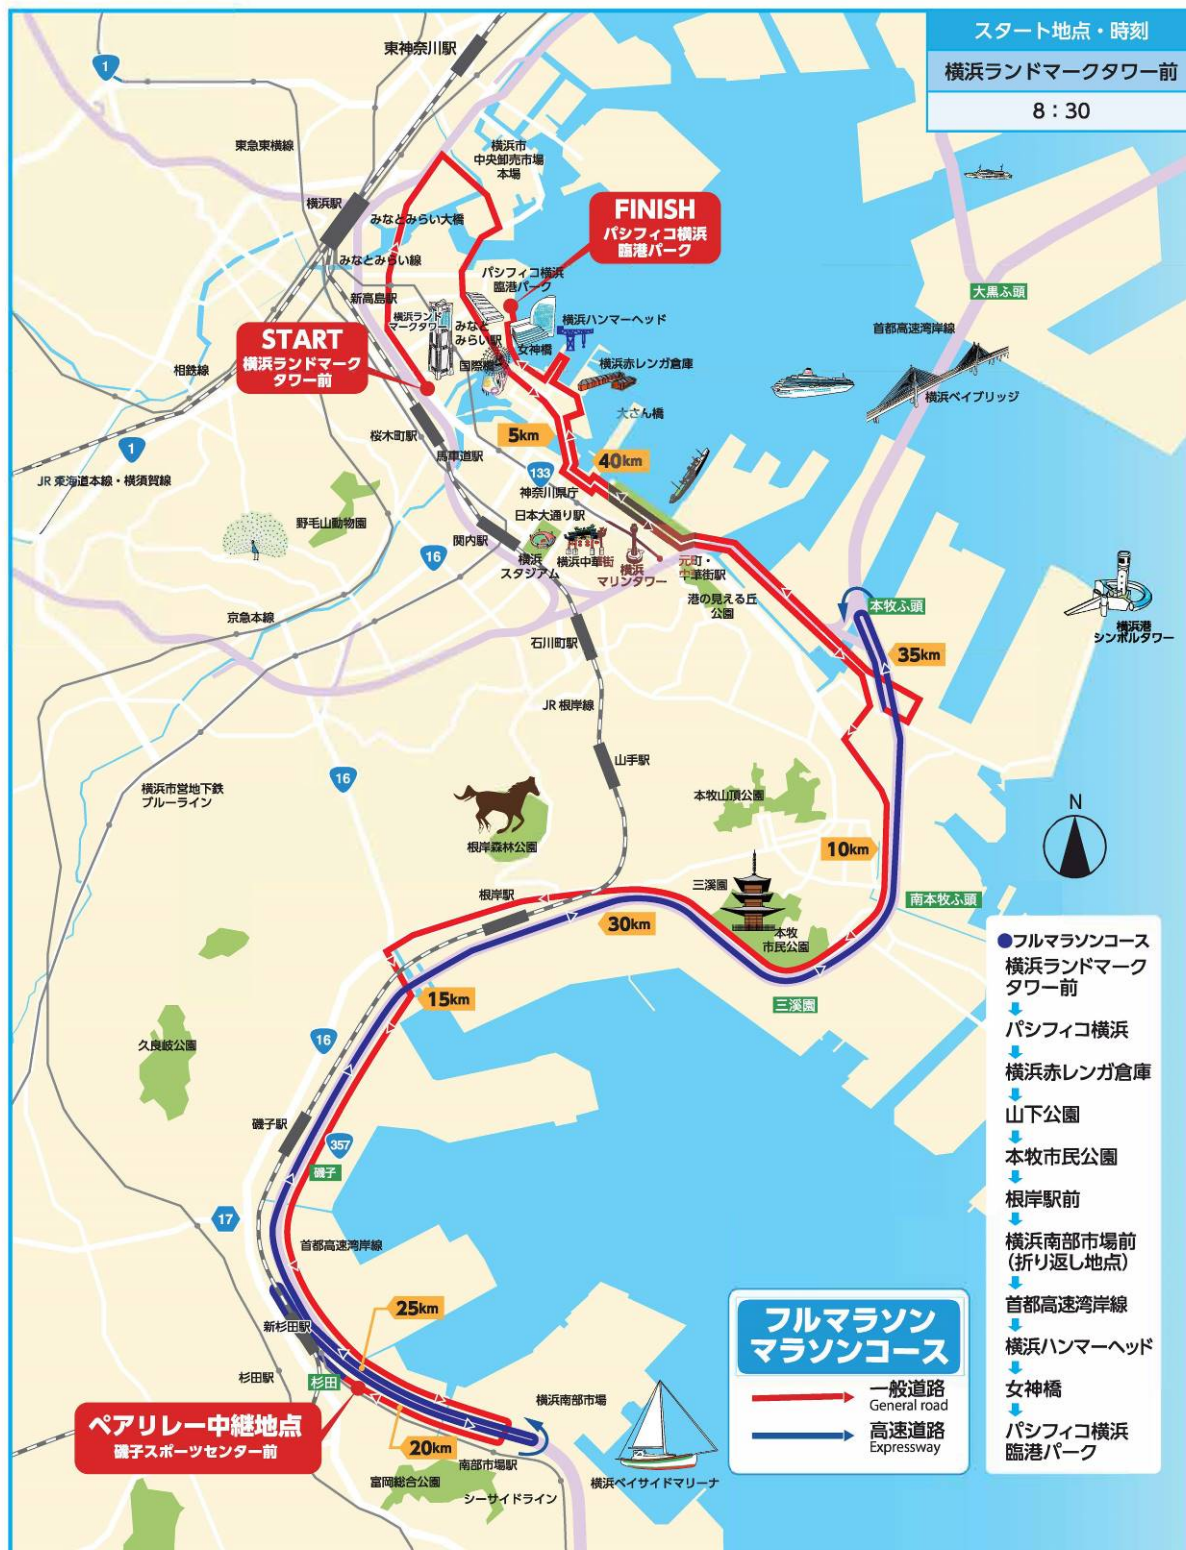 スタート地点・時刻
横浜ランドマークタワー前
8：30
東神奈川駅
1
東急東横線
横浜市
中央卸売市場
本場
横浜駅
みなとみらい大橋
FINISH
パシフィコ横浜
臨港パーク
みなとみらい線
パシフィコ横浜
臨港パーク
新高島駅
大黒ふ頭
横浜ランド
マークタワー
みなと
みらい駅
横浜ハンマーヘッド
首都高速湾岸線
START
横浜ランドマーク
タワー前
女神橋
国際橋
横浜赤レンガ倉庫
相鉄線
横浜ベイブリッジ
大さん橋
桜木町駅
5km
1
馬車道駅
40km
133
JR 東海道本線・横須賀線
神奈川県庁
日本大通り駅
野毛山動物園
関内駅
16
横浜
スタジアム
横浜中華街
横浜
マリンタワー
元町・
中華街駅
港の見える丘
公園
本牧ふ頭
京急本線
横浜港
シンボルタワー
石川町駅
35km
JR 根岸線
山手駅
16
横浜市営地下鉄
ブルーライン
本牧山頂公園
N
根岸森林公園
10km
三溪園
根岸駅
南本牧ふ頭
30km
本牧
市民公園
15km
三溪園
16
久良岐公園
磯子駅
357
磯子
17
首都高速湾岸線
25km
新杉田駅
杉田駅
杉田
横浜南部市場
ペアリレー中継地点
磯子スポーツセンター前
20km
南部市場駅
富岡総合公園
シーサイドライン
横浜ベイサイドマリーナ
フルマラソン
マラソンコース
一般道路
General road
高速道路
Expressway
●フルマラソンコース
横浜ランドマーク
タワー前
パシフィコ横浜
横浜赤レンガ倉庫
山下公園
本牧市民公園
根岸駅前
横浜南部市場前
(折り返し地点)
首都高速湾岸線
横浜ハンマーヘッド
女神橋
パシフィコ横浜
臨港パーク